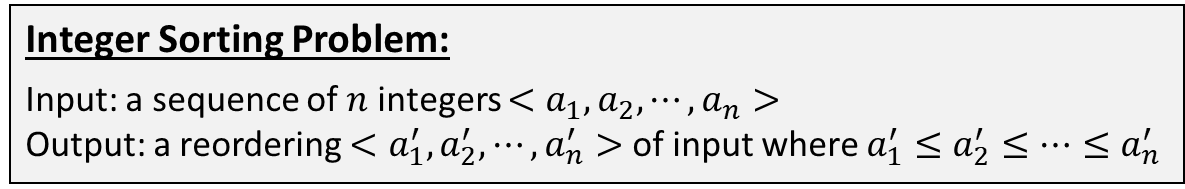 Integer Sorting Problem:
Input: a sequence of n integers < a₁, a₂, ⋯, aₙ >
Output: a reordering < a′₁, a′₂, ⋯, a′ₙ > of input where a′₁ ≤ a′₂ ≤ ⋯ ≤ a′ₙ